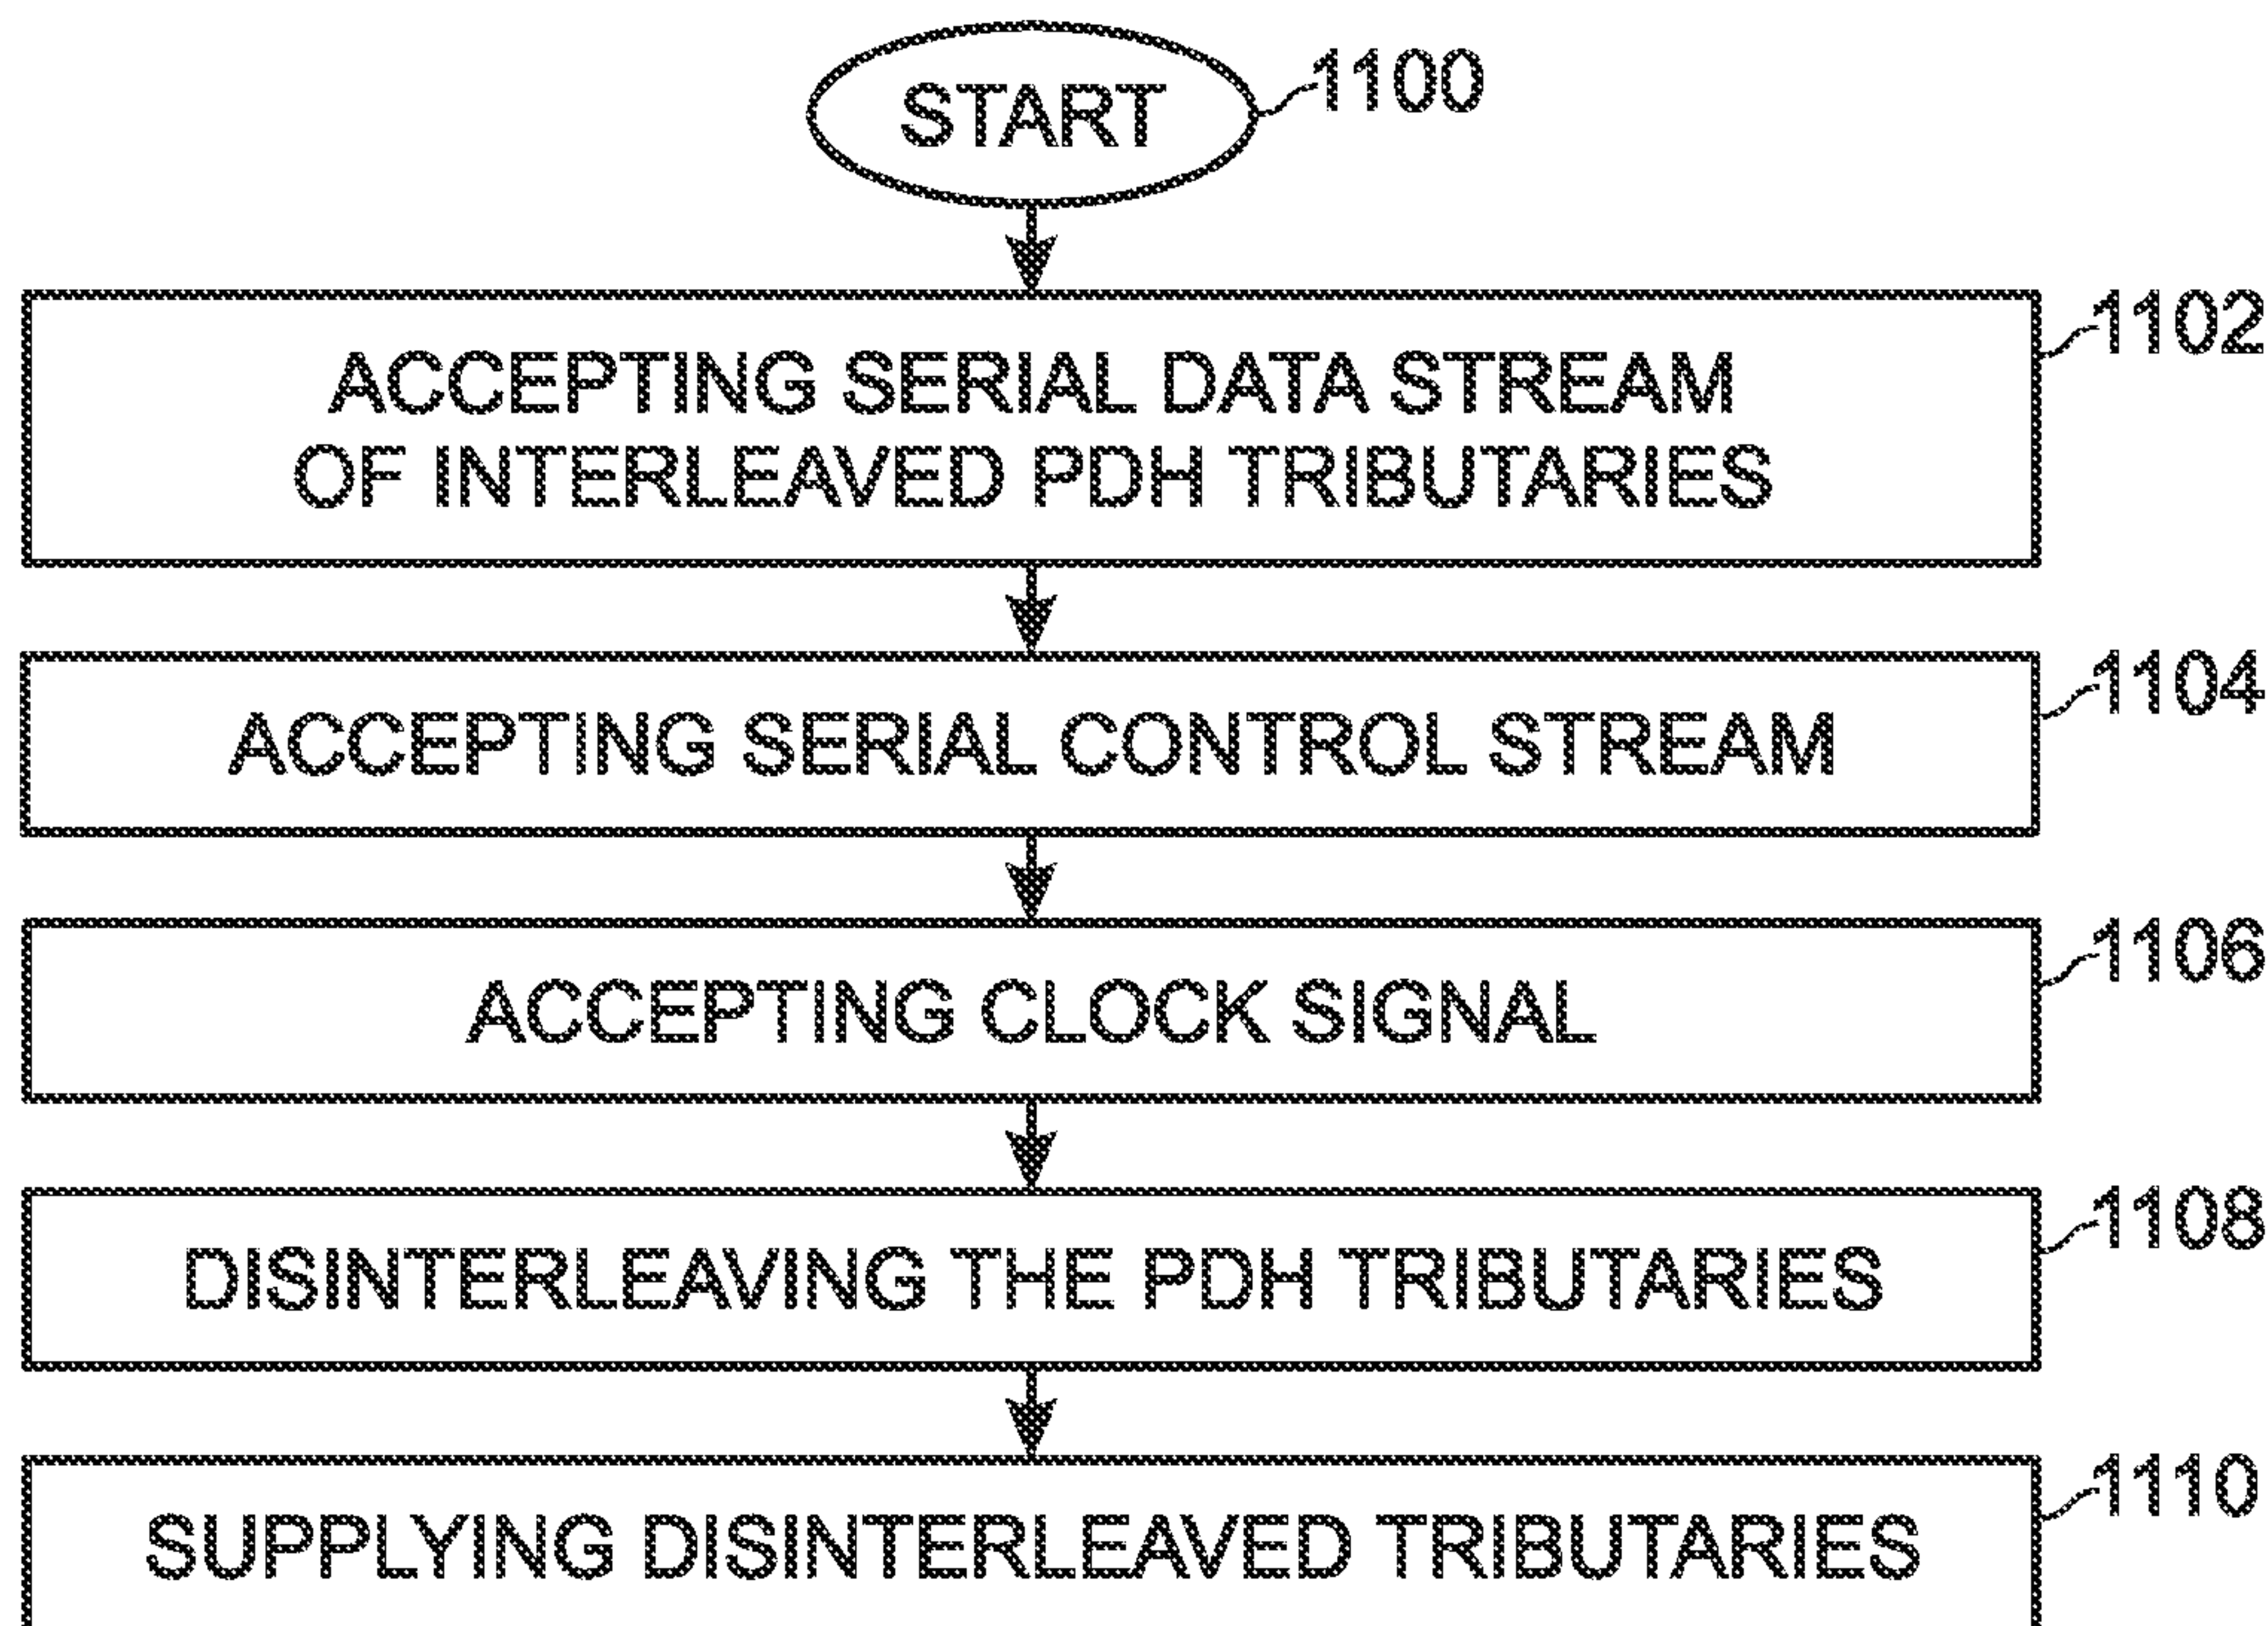 START
1100
1102
ACCEPTING SERIAL DATA STREAM
OF INTERLEAVED PDH TRIBUTARIES
1104
ACCEPTING SERIAL CONTROL STREAM
1106
ACCEPTING CLOCK SIGNAL
1108
DISINTERLEAVING THE PDH TRIBUTARIES
1110
SUPPLYING DISINTERLEAVED TRIBUTARIES